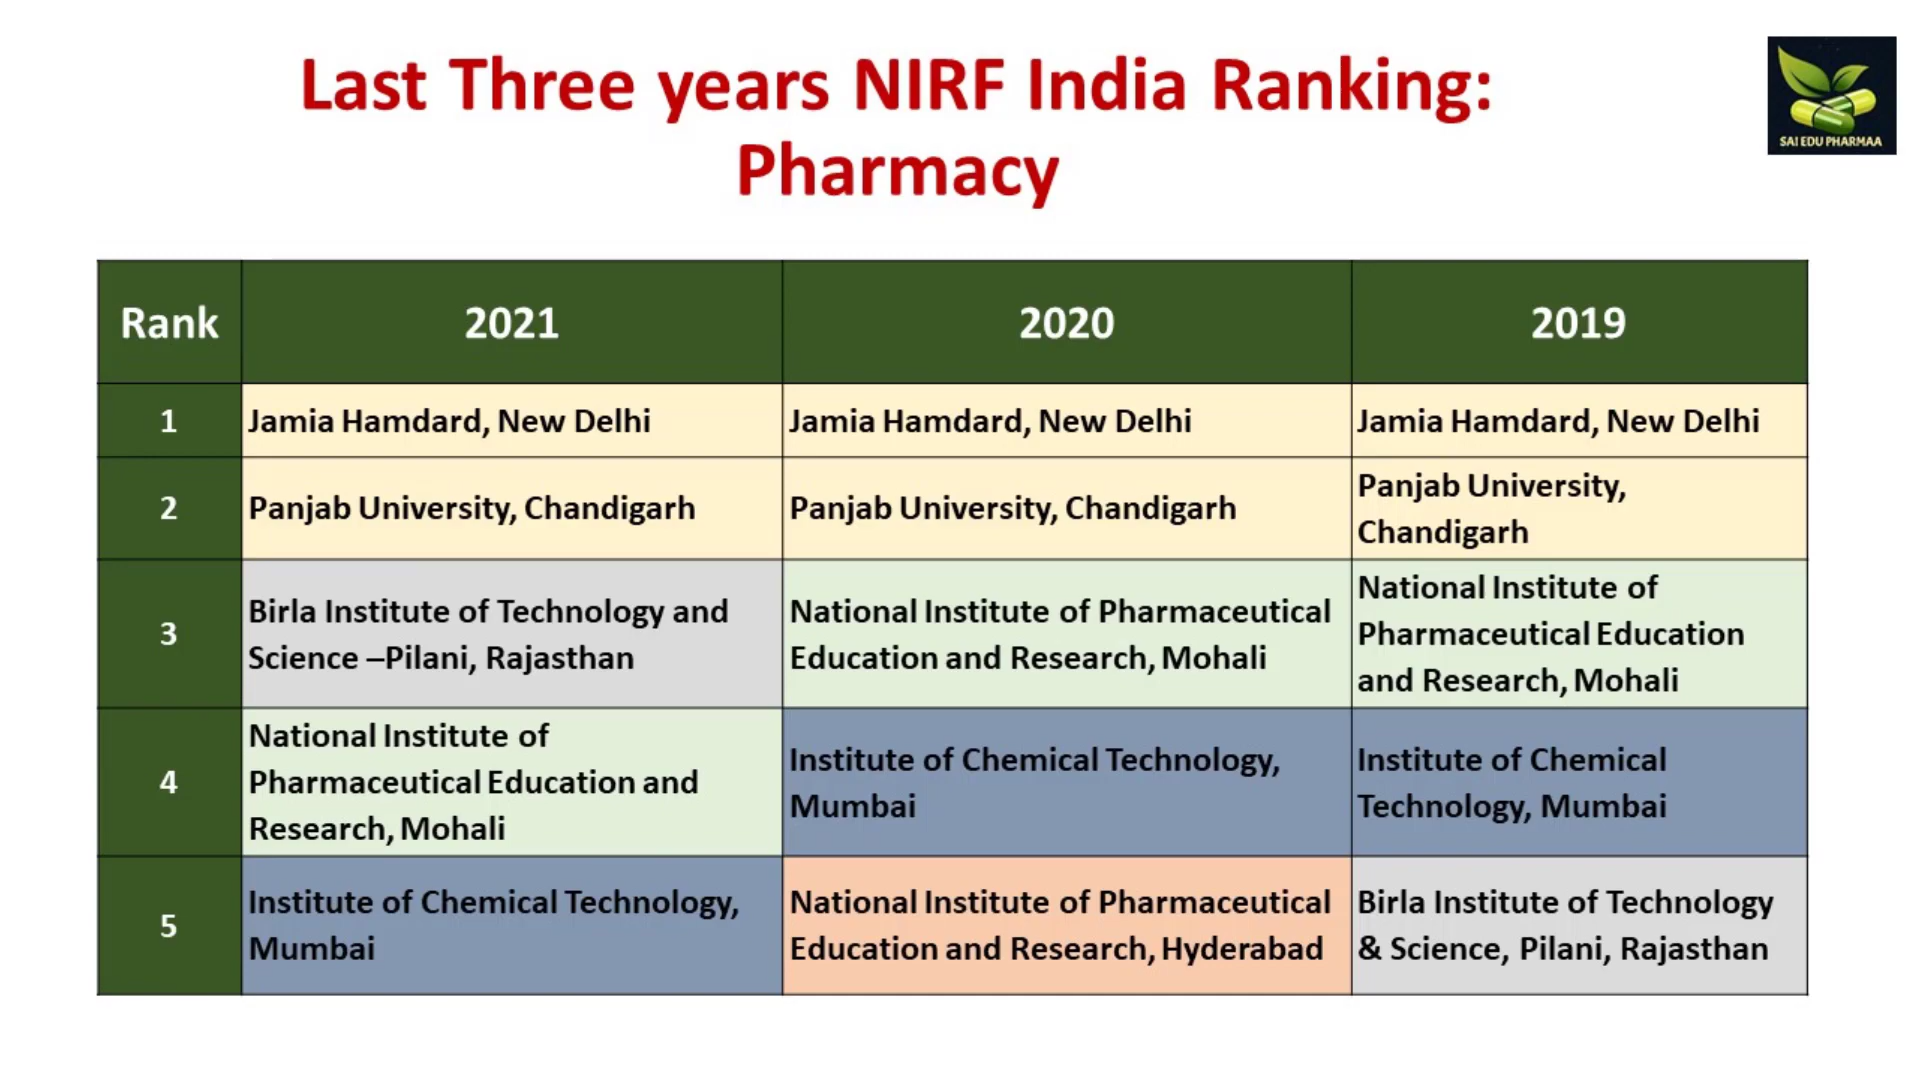 Last Three years NIRF India Ranking:
Pharmacy
SAI EDU PHARMAA
Rank 2021 2020 2019
1 Jamia Hamdard, New Delhi Jamia Hamdard, New Delhi Jamia Hamdard, New Delhi
2 Panjab University, Chandigarh Panjab University, Chandigarh Panjab University,
Chandigarh
3 Birla Institute of Technology and
Science –Pilani, Rajasthan
National Institute of Pharmaceutical
Education and Research, Mohali
National Institute of
Pharmaceutical Education
and Research, Mohali
4 National Institute of
Pharmaceutical Education and
Research, Mohali
Institute of Chemical Technology,
Mumbai
Institute of Chemical
Technology, Mumbai
5 Institute of Chemical Technology,
Mumbai
National Institute of Pharmaceutical
Education and Research, Hyderabad
Birla Institute of Technology
& Science, Pilani, Rajasthan